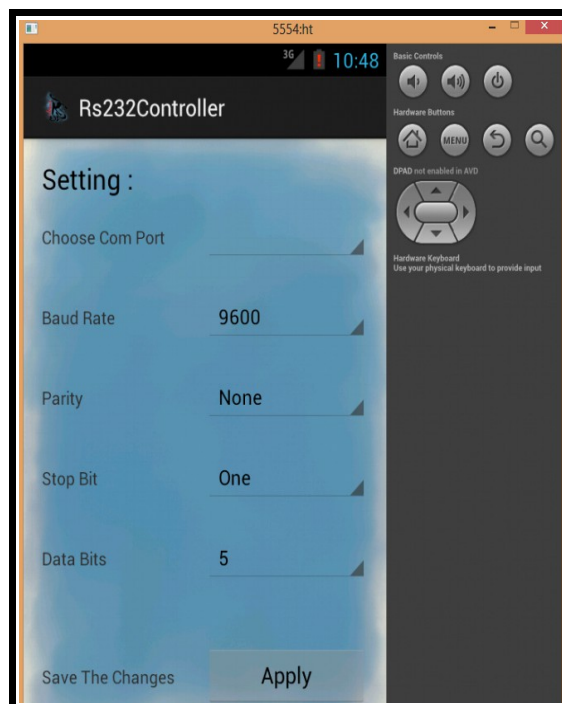 5554:ht
3G 10:48
Rs232Controller
Setting :
Choose Com Port
Baud Rate 9600
Parity None
Stop Bit One
Data Bits 5
Save The Changes Apply
Basic Controls
Hardware Buttons
MENU
DPAD not enabled in AVD
Hardware Keyboard
Use your physical keyboard to provide input